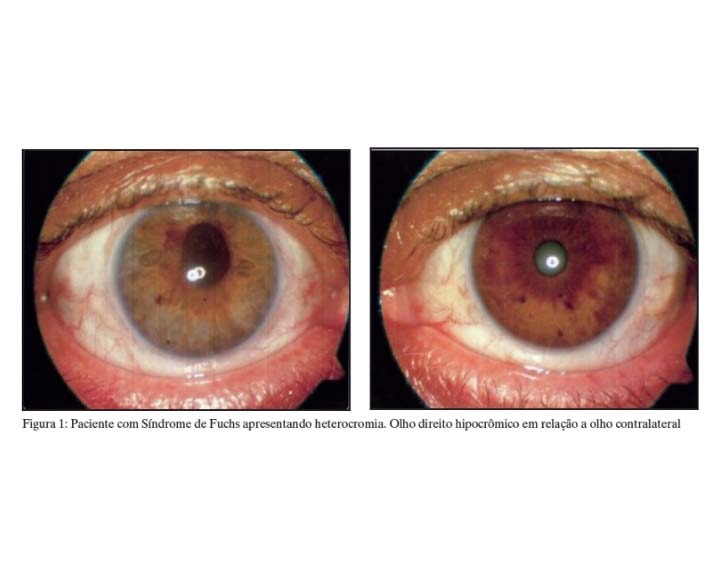 Figura 1: Paciente com Síndrome de Fuchs apresentando heterocromia. Olho direito hipocrômico em relação a olho contralateral